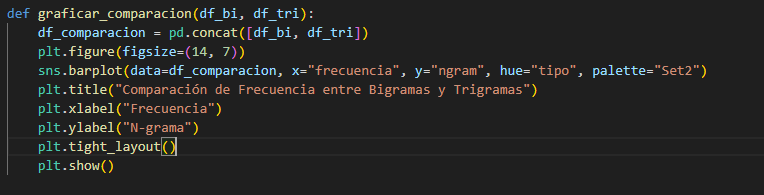 def graficar_comparacion(df_bi, df_tri):
    df_comparacion = pd.concat([df_bi, df_tri])
    plt.figure(figsize=(14, 7))
    sns.barplot(data=df_comparacion, x="frecuencia", y="ngram", hue="tipo", palette="Set2")
    plt.title("Comparación de Frecuencia entre Bigramas y Trigramas")
    plt.xlabel("Frecuencia")
    plt.ylabel("N-grama")
    plt.tight_layout()
    plt.show()